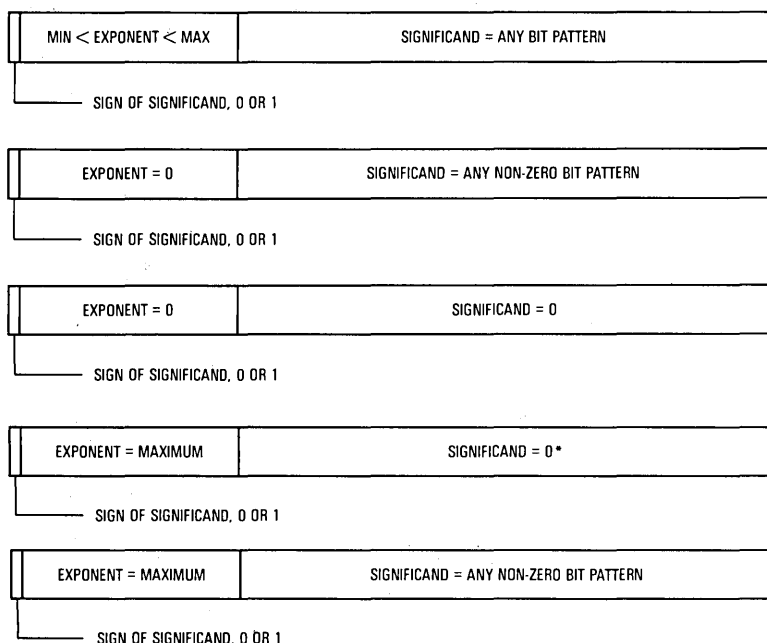 MIN < EXPONENT < MAX SIGNIFICAND = ANY BIT PATTERN
SIGN OF SIGNIFICAND, 0 OR 1
EXPONENT = 0 SIGNIFICAND = ANY NON-ZERO BIT PATTERN
SIGN OF SIGNIFICAND, 0 OR 1
EXPONENT = 0 SIGNIFICAND = 0
SIGN OF SIGNIFICAND, 0 OR 1
EXPONENT = MAXIMUM SIGNIFICAND = 0*
SIGN OF SIGNIFICAND, 0 OR 1
EXPONENT = MAXIMUM SIGNIFICAND = ANY NON-ZERO BIT PATTERN
SIGN OF SIGNIFICAND, 0 OR 1